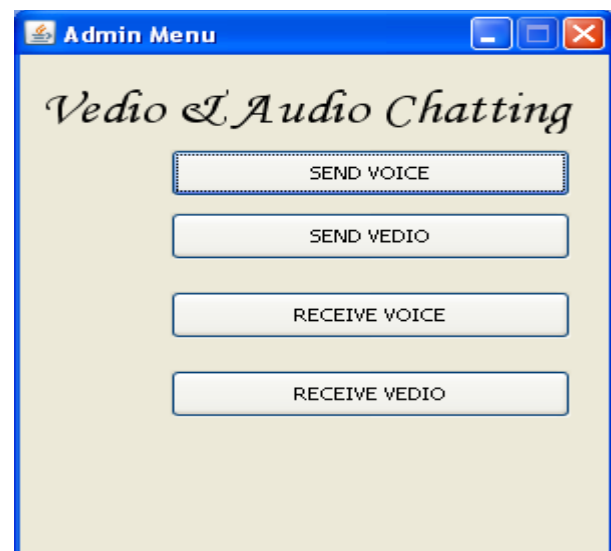 Admin Menu
Vedio & Audio Chatting
SEND VOICE
SEND VEDIO
RECEIVE VOICE
RECEIVE VEDIO